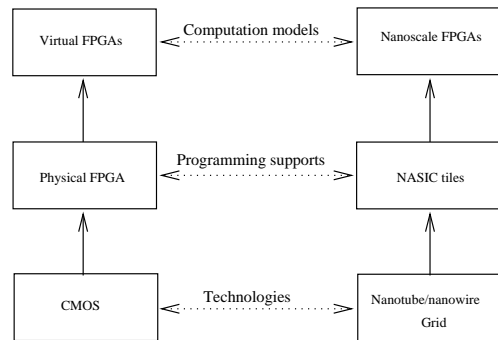 Virtual FPGAs
Computation models
Nanoscale FPGAs
Physical FPGA
Programming supports
NASIC tiles
CMOS
Technologies
Nanotube/nanowire
Grid